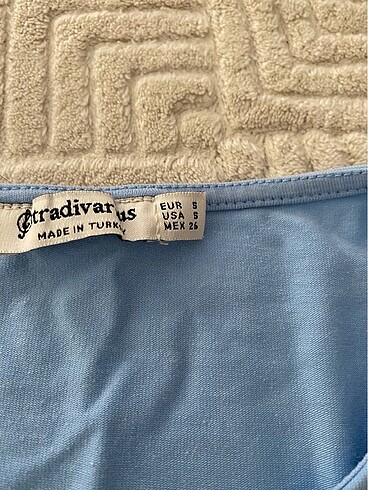 Stradivarius
MADE IN TURKEY
EUR S
USA S
MEX 26